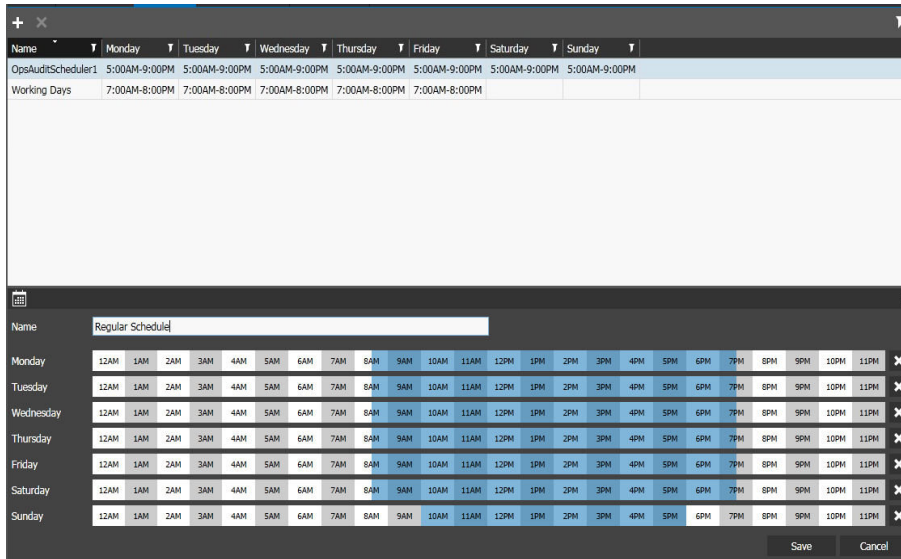 Name Monday Tuesday Wednesday Thursday Friday Saturday Sunday
OpsAuditScheduler1 5:00AM-9:00PM 5:00AM-9:00PM 5:00AM-9:00PM 5:00AM-9:00PM 5:00AM-9:00PM 5:00AM-9:00PM 5:00AM-9:00PM
Working Days 7:00AM-8:00PM 7:00AM-8:00PM 7:00AM-8:00PM 7:00AM-8:00PM 7:00AM-8:00PM
Name Regular Schedule
Monday 12AM 1AM 2AM 3AM 4AM 5AM 6AM 7AM 8AM 9AM 10AM 11AM 12PM 1PM 2PM 3PM 4PM 5PM 6PM 7PM 8PM 9PM 10PM 11PM
Tuesday 12AM 1AM 2AM 3AM 4AM 5AM 6AM 7AM 8AM 9AM 10AM 11AM 12PM 1PM 2PM 3PM 4PM 5PM 6PM 7PM 8PM 9PM 10PM 11PM
Wednesday 12AM 1AM 2AM 3AM 4AM 5AM 6AM 7AM 8AM 9AM 10AM 11AM 12PM 1PM 2PM 3PM 4PM 5PM 6PM 7PM 8PM 9PM 10PM 11PM
Thursday 12AM 1AM 2AM 3AM 4AM 5AM 6AM 7AM 8AM 9AM 10AM 11AM 12PM 1PM 2PM 3PM 4PM 5PM 6PM 7PM 8PM 9PM 10PM 11PM
Friday 12AM 1AM 2AM 3AM 4AM 5AM 6AM 7AM 8AM 9AM 10AM 11AM 12PM 1PM 2PM 3PM 4PM 5PM 6PM 7PM 8PM 9PM 10PM 11PM
Saturday 12AM 1AM 2AM 3AM 4AM 5AM 6AM 7AM 8AM 9AM 10AM 11AM 12PM 1PM 2PM 3PM 4PM 5PM 6PM 7PM 8PM 9PM 10PM 11PM
Sunday 12AM 1AM 2AM 3AM 4AM 5AM 6AM 7AM 8AM 9AM 10AM 11AM 12PM 1PM 2PM 3PM 4PM 5PM 6PM 7PM 8PM 9PM 10PM 11PM
Save Cancel